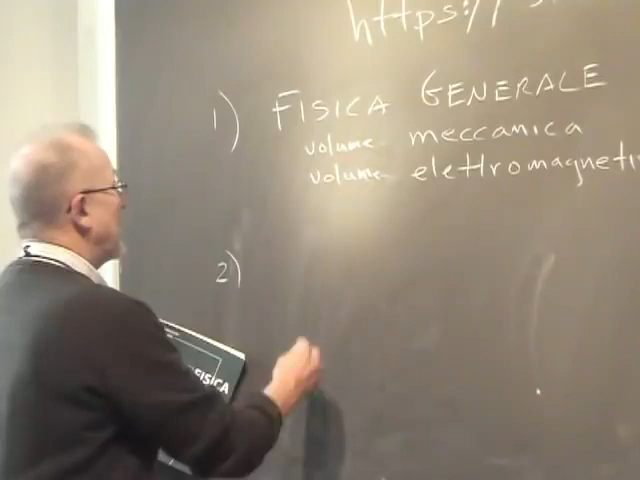 https://
1) FISICA GENERALE
volume meccanica
volume elettromagneti
2)
FISICA